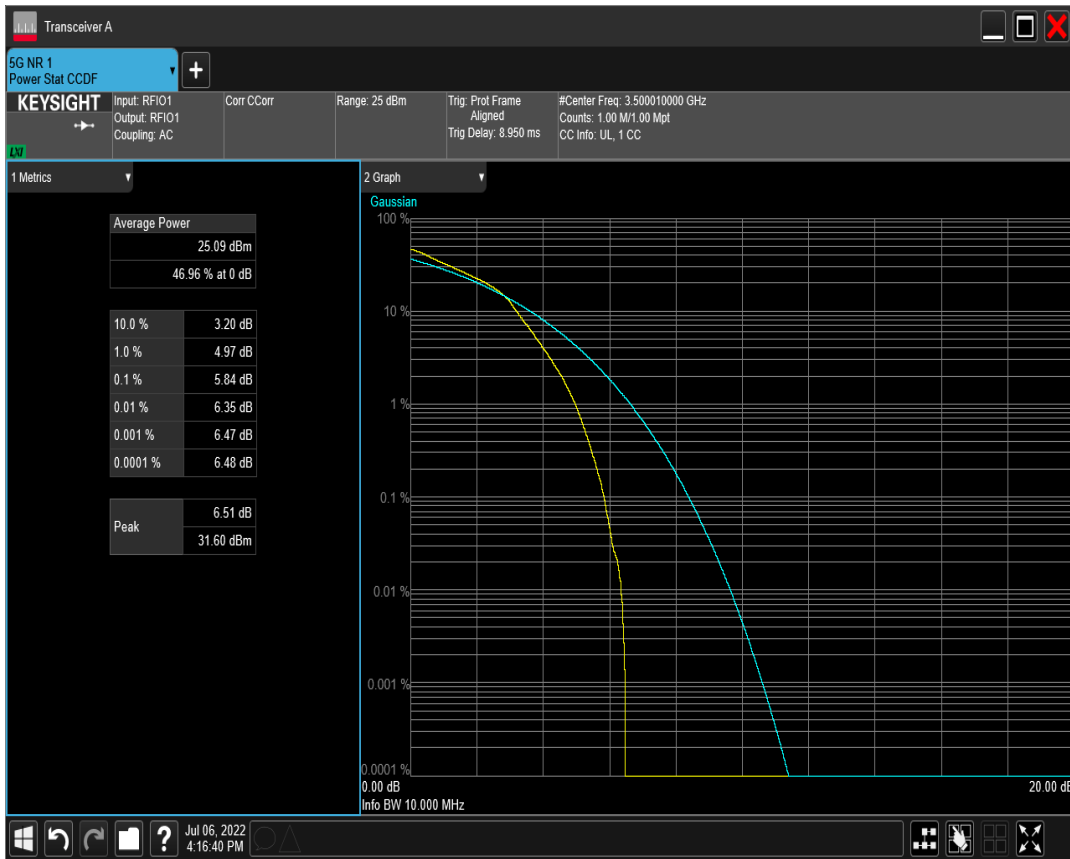 Transceiver A
5G NR 1
Power Stat CCDF
+
KEYSIGHT
LXI
Input: RFIO1
Output: RFIO1
Coupling: AC
Corr CCorr
Range: 25 dBm
Trig: Prot Frame
Aligned
Trig Delay: 8.950 ms
#Center Freq: 3.500010000 GHz
Counts: 1.00 M/1.00 Mpt
CC Info: UL, 1 CC
1 Metrics
Average Power
25.09 dBm
46.96 % at 0 dB
10.0 % 3.20 dB
1.0 % 4.97 dB
0.1 % 5.84 dB
0.01 % 6.35 dB
0.001 % 6.47 dB
0.0001 % 6.48 dB
Peak 6.51 dB
31.60 dBm
2 Graph
Gaussian
100 %
10 %
1 %
0.1 %
0.01 %
0.001 %
0.0001 %
0.00 dB 20.00 dB
Info BW 10.000 MHz
?
Jul 06, 2022
4:16:40 PM